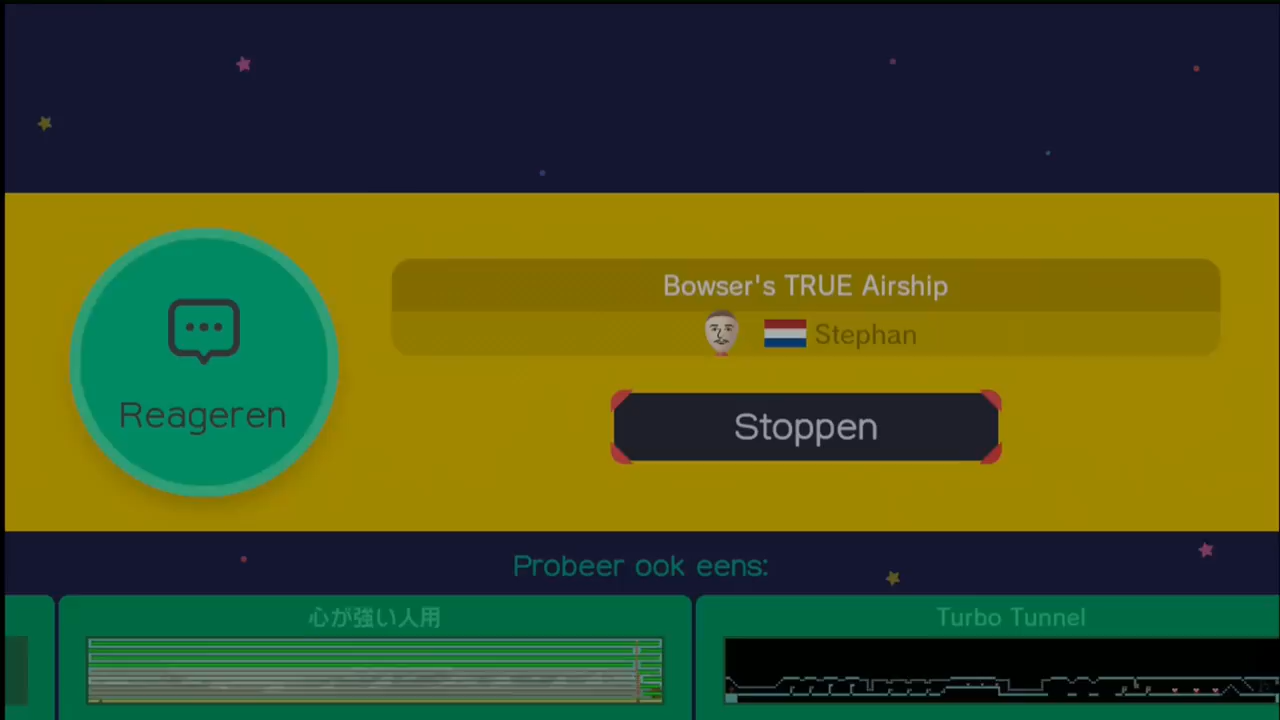 Bowser's TRUE Airship
Stephan
Reageren
Stoppen
Probeer ook eens:
心が強い人用
Turbo Tunnel